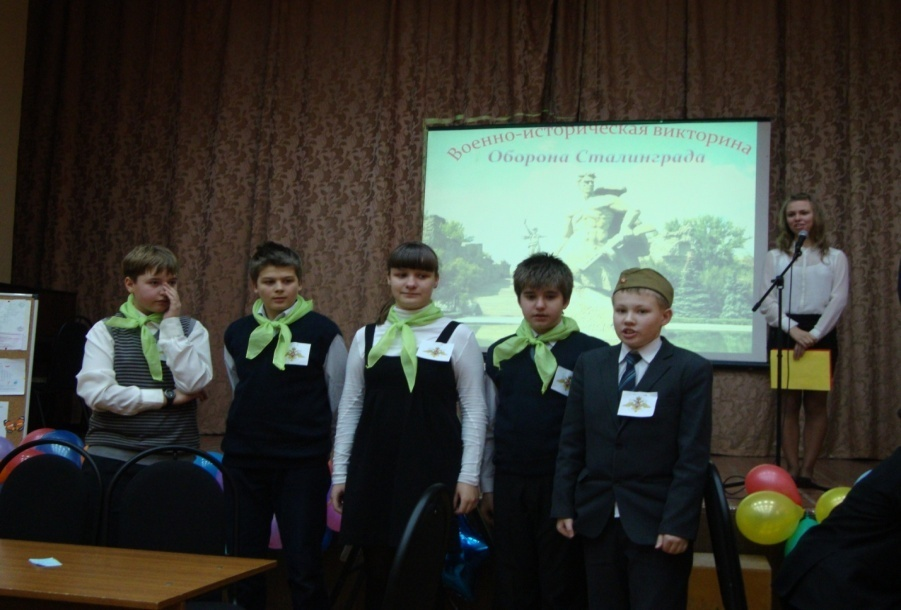 Военно-историческая викторина
Оборона Сталинграда